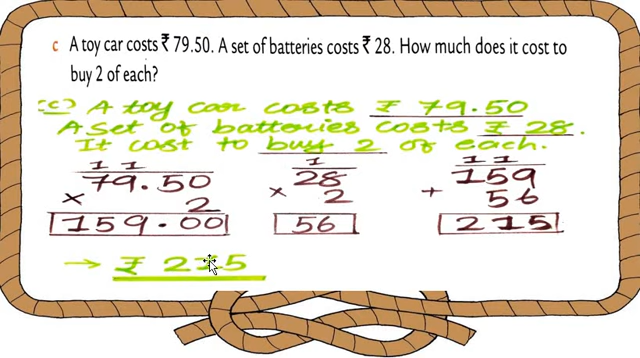 c A toy car costs ₹ 79.50. A set of batteries costs ₹ 28. How much does it cost to
buy 2 of each?
(c) A toy car costs ₹ 79.50
A set of batteries costs ₹ 28.
It cost to buy 2 of each.
1 1
79.50
× 2
159.00
1
28
× 2
56
1 1
159
+ 56
215
→ ₹ 215